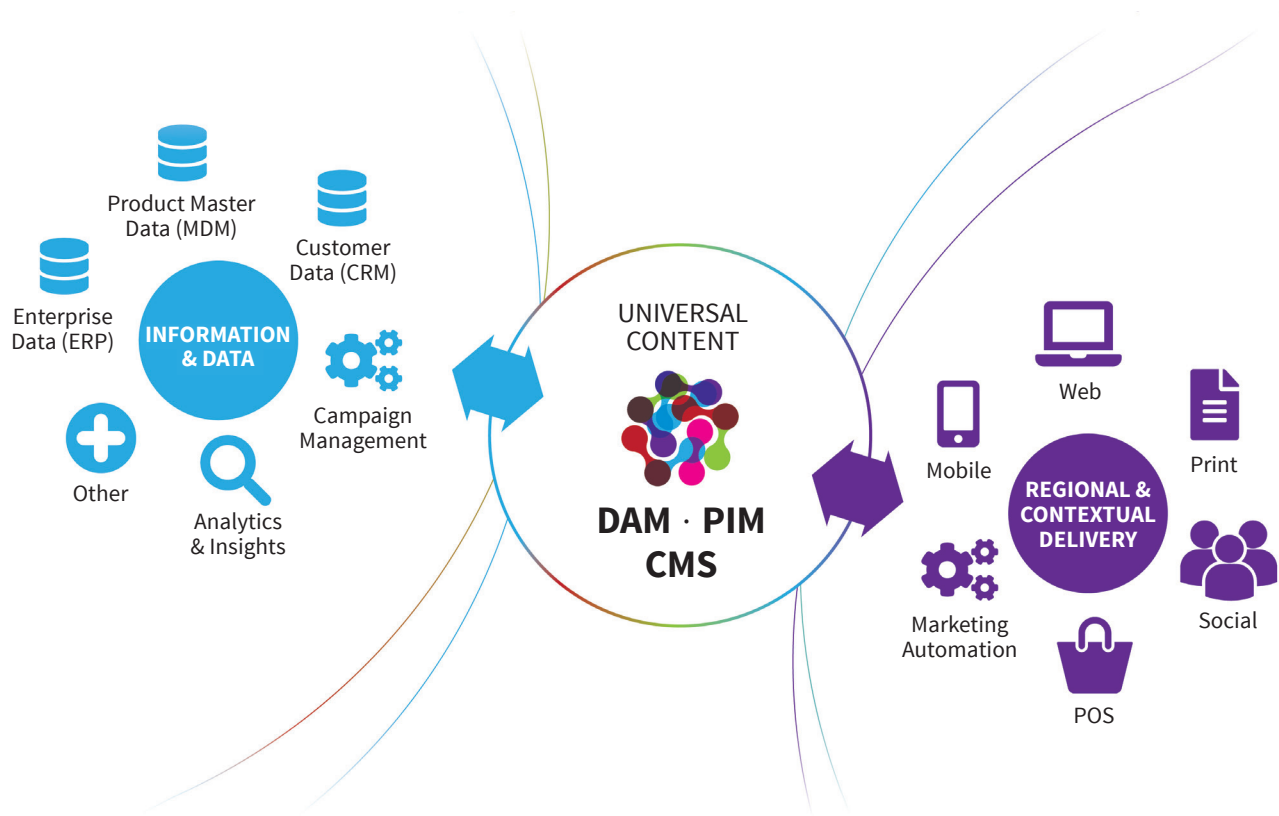 Product Master
Data (MDM)
Customer
Data (CRM)
Enterprise
Data (ERP)
INFORMATION
& DATA
Campaign
Management
Other
Analytics
& Insights
UNIVERSAL
CONTENT
DAM · PIM
CMS
Web
Mobile
Print
REGIONAL &
CONTEXTUAL
DELIVERY
Marketing
Automation
Social
POS